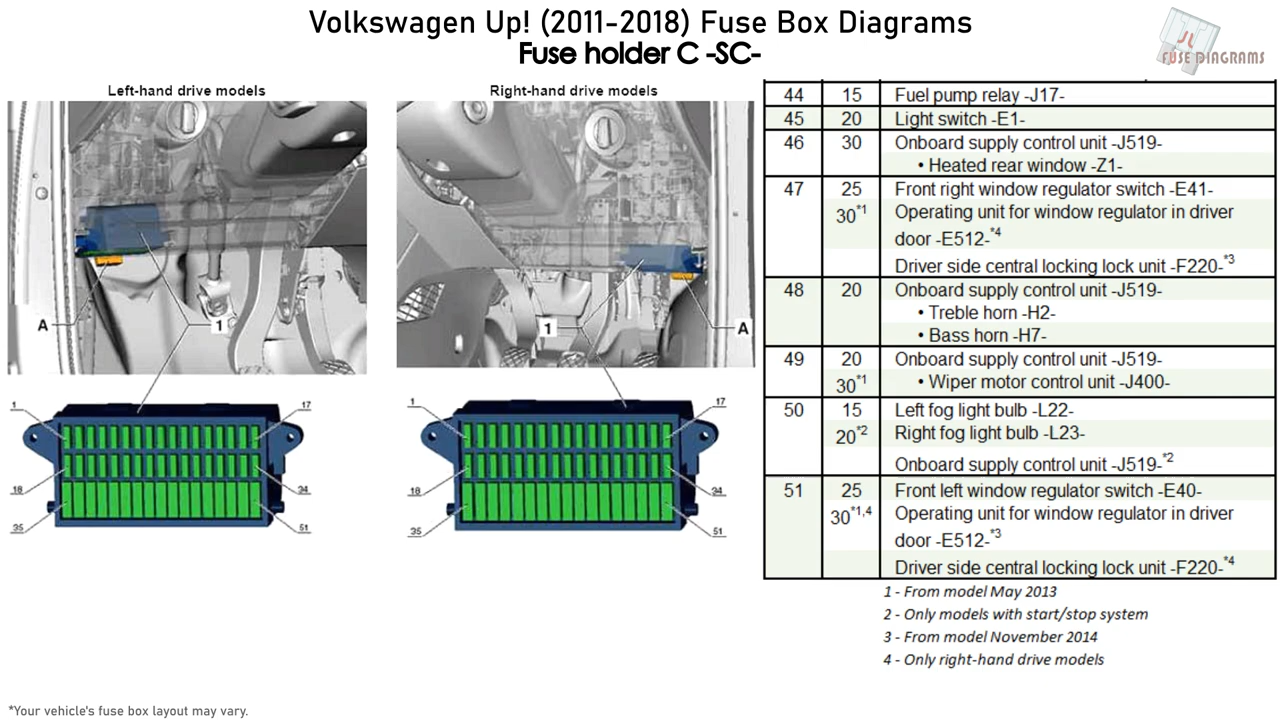 Volkswagen Up! (2011-2018) Fuse Box Diagrams
Fuse holder C -SC-
JL
FUSE DIAGRAMS
Left-hand drive models
Right-hand drive models
A
1
1
A
1
17
18
34
35
51
1
17
18
34
35
51
44 15 Fuel pump relay -J17-
45 20 Light switch -E1-
46 30 Onboard supply control unit -J519-
• Heated rear window -Z1-
47 25 Front right window regulator switch -E41-
30*1 Operating unit for window regulator in driver
door -E512-*4
Driver side central locking lock unit -F220-*3
48 20 Onboard supply control unit -J519-
• Treble horn -H2-
• Bass horn -H7-
49 20 Onboard supply control unit -J519-
30*1 • Wiper motor control unit -J400-
50 15 Left fog light bulb -L22-
20*2 Right fog light bulb -L23-
Onboard supply control unit -J519-*2
51 25 Front left window regulator switch -E40-
30*1,4 Operating unit for window regulator in driver
door -E512-*3
Driver side central locking lock unit -F220-*4
1 - From model May 2013
2 - Only models with start/stop system
3 - From model November 2014
4 - Only right-hand drive models
*Your vehicle's fuse box layout may vary.